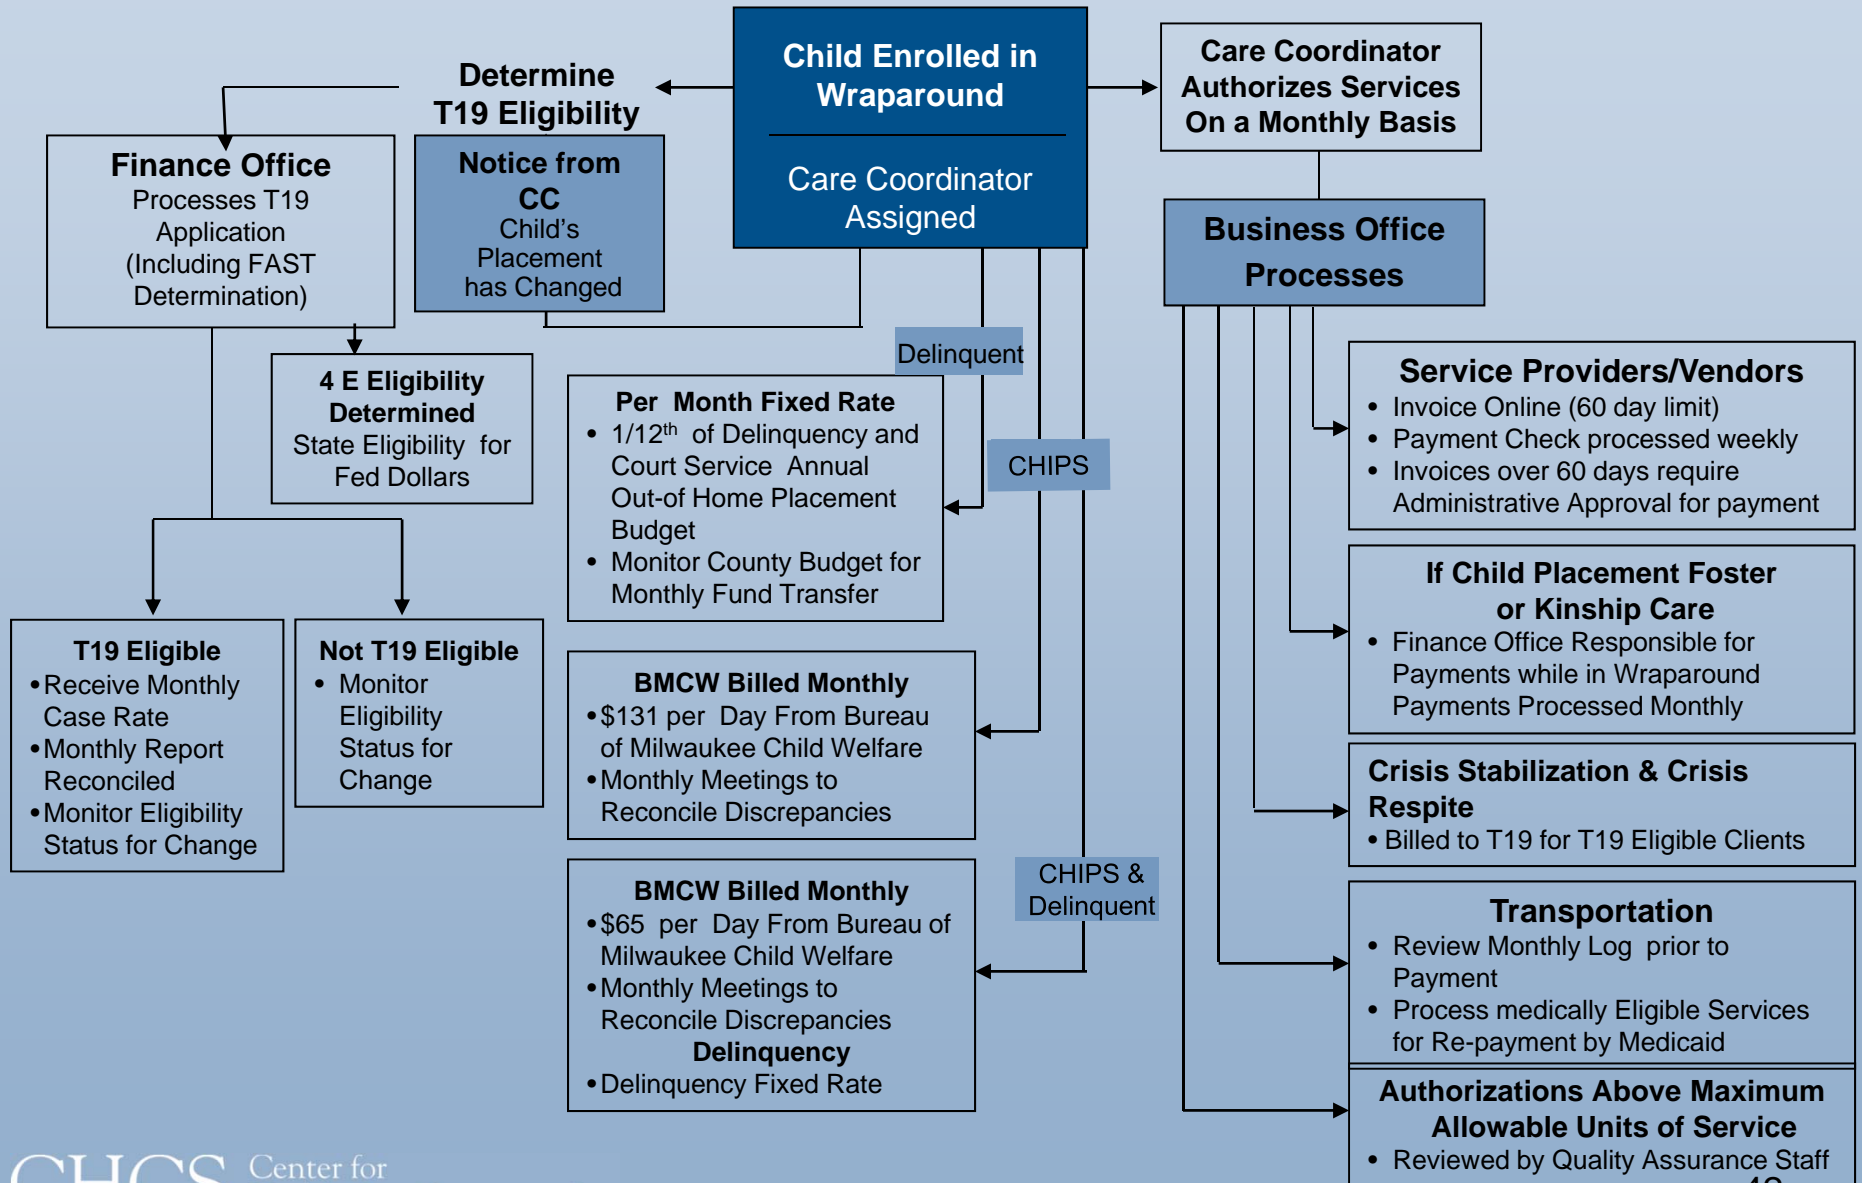 Child Enrolled in
Wraparound
Care Coordinator
Assigned
Determine
T19 Eligibility
Notice from
CC
Child's
Placement
has Changed
Finance Office
Processes T19
Application
(Including FAST
Determination)
4 E Eligibility
Determined
State Eligibility for
Fed Dollars
T19 Eligible
• Receive Monthly
Case Rate
• Monthly Report
Reconciled
• Monitor Eligibility
Status for Change
Not T19 Eligible
• Monitor
Eligibility
Status for
Change
Delinquent
Per Month Fixed Rate
• 1/12th of Delinquency and
Court Service Annual
Out-of Home Placement
Budget
• Monitor County Budget for
Monthly Fund Transfer
CHIPS
BMCW Billed Monthly
• $131 per Day From Bureau
of Milwaukee Child Welfare
• Monthly Meetings to
Reconcile Discrepancies
CHIPS &
Delinquent
BMCW Billed Monthly
• $65 per Day From Bureau of
Milwaukee Child Welfare
• Monthly Meetings to
Reconcile Discrepancies
Delinquency
• Delinquency Fixed Rate
Care Coordinator
Authorizes Services
On a Monthly Basis
Business Office
Processes
Service Providers/Vendors
• Invoice Online (60 day limit)
• Payment Check processed weekly
• Invoices over 60 days require
Administrative Approval for payment
If Child Placement Foster
or Kinship Care
• Finance Office Responsible for
Payments while in Wraparound
Payments Processed Monthly
Crisis Stabilization & Crisis
Respite
• Billed to T19 for T19 Eligible Clients
Transportation
• Review Monthly Log prior to
Payment
• Process medically Eligible Services
for Re-payment by Medicaid
Authorizations Above Maximum
Allowable Units of Service
• Reviewed by Quality Assurance Staff
CHCS Center for